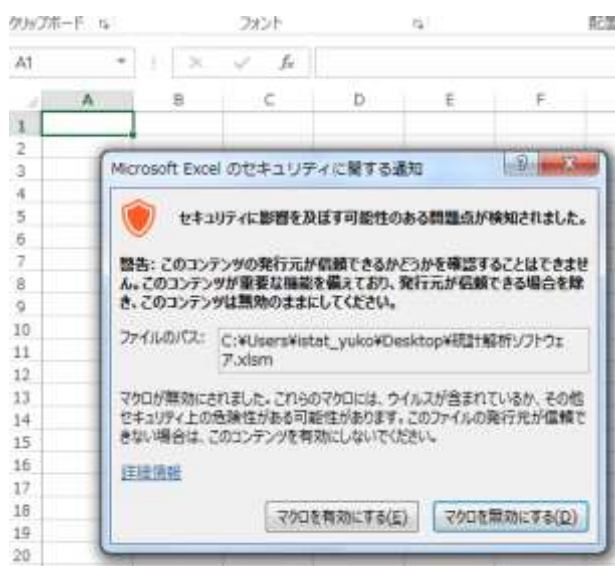 クリップボード
フォント
配置
A1
fx
A B C D E F
1
2
3
4
5
6
7
8
9
10
11
12
13
14
15
16
17
18
19
20
Microsoft Excel のセキュリティに関する通知
?
セキュリティに影響を及ぼす可能性のある問題点が検知されました。
警告: このコンテンツの発行元が信頼できるかどうかを確認することはできませ
ん。このコンテンツが重要な機能を備えており、発行元が信頼できる場合を除
き、このコンテンツは無効のままにしてください。
ファイルのパス:
C:¥Users¥istat_yuko¥Desktop¥統計解析ソフトウェ
ア.xlsm
マクロが無効にされました。これらのマクロには、ウイルスが含まれているか、その他
セキュリティ上の危険性がある可能性があります。このファイルの発行元が信頼で
きない場合は、このコンテンツを有効にしないでください。
詳細情報
マクロを有効にする(E)
マクロを無効にする(D)